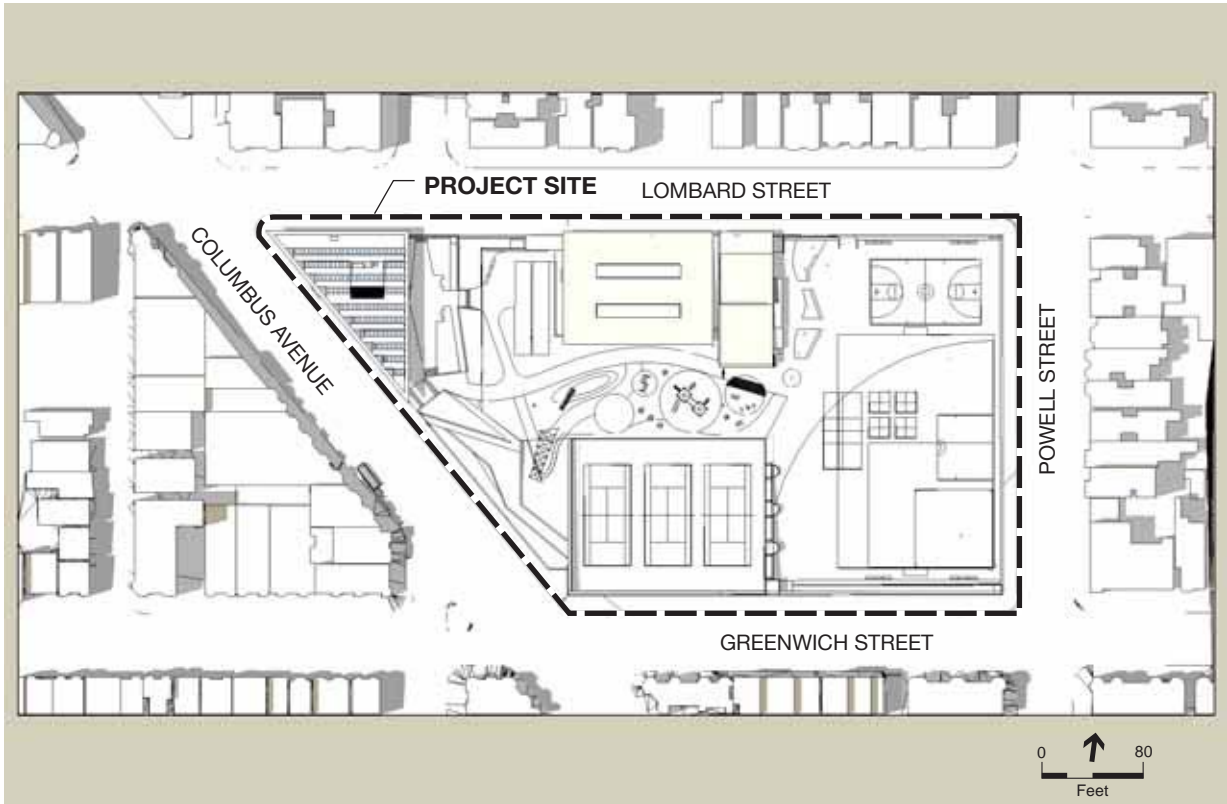 PROJECT SITE
LOMBARD STREET
COLUMBUS AVENUE
POWELL STREET
GREENWICH STREET
0 80
Feet